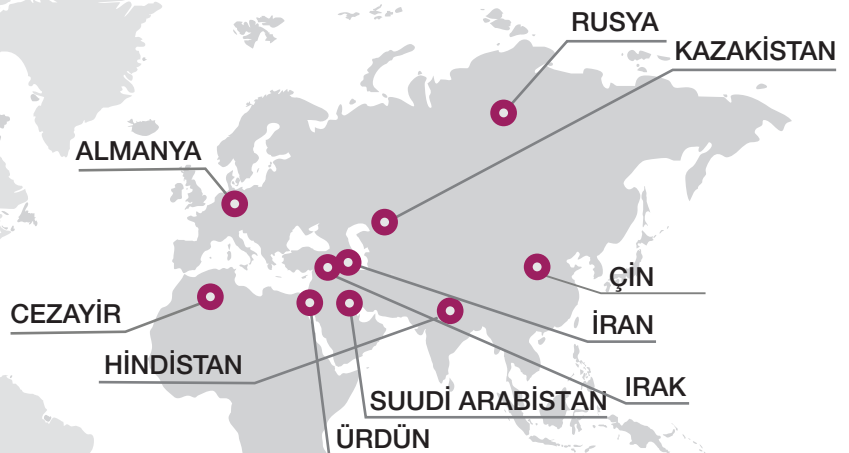 RUSYA
KAZAKİSTAN
ALMANYA
ÇİN
CEZAYİR
İRAN
HİNDİSTAN
IRAK
SUUDİ ARABİSTAN
ÜRDÜN